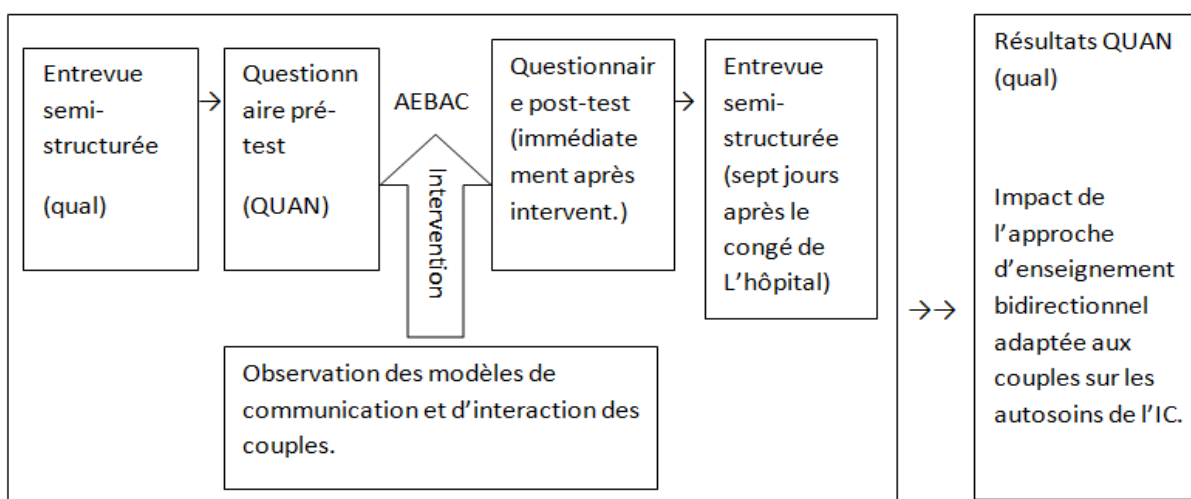 Entrevue
semi-
structurée
(qual)
→
Questionn
aire pré-
test
(QUAN)
AEBAC
Intervention
Questionnair
e post-test
(immédiate
ment après
intervent.)
→
Entrevue
semi-
structurée
(sept jours
après le
congé de
L’hôpital)
Observation des modèles de
communication et d’interaction des
couples.
→→
Résultats QUAN
(qual)
Impact de
l’approche
d’enseignement
bidirectionnel
adaptée aux
couples sur les
autosoins de l’IC.